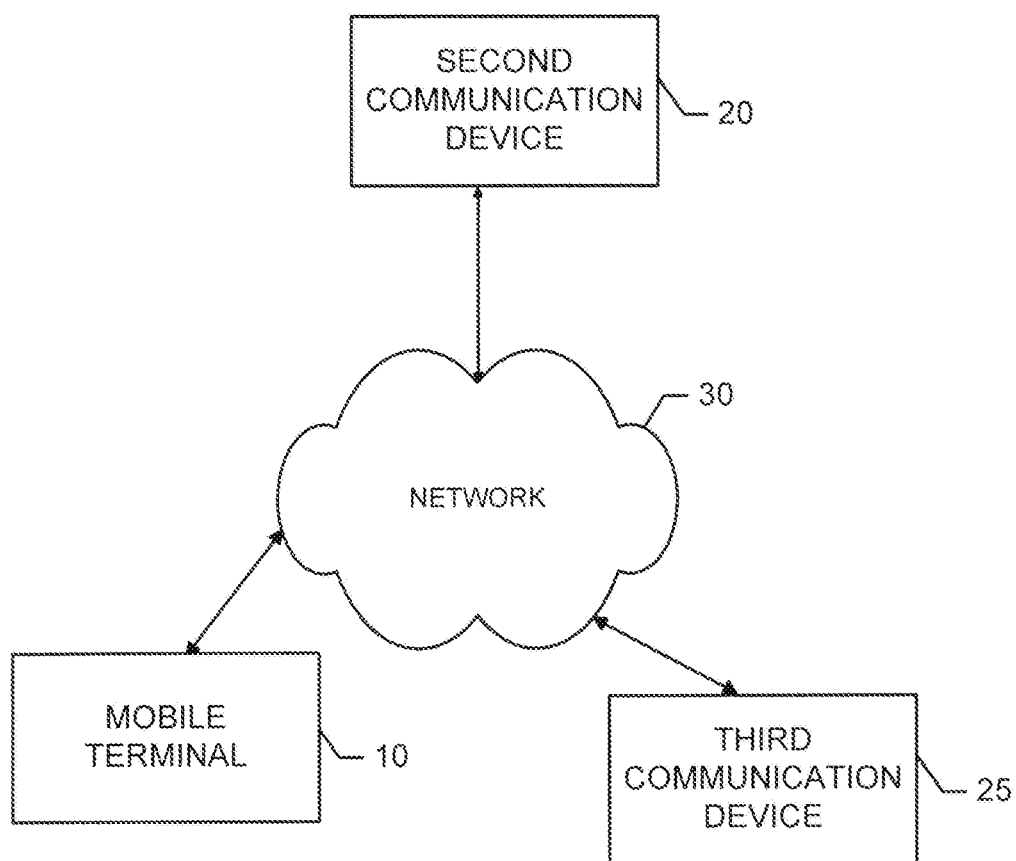 SECOND
COMMUNICATION
DEVICE
20
30
NETWORK
MOBILE
TERMINAL
10
THIRD
COMMUNICATION
DEVICE
25